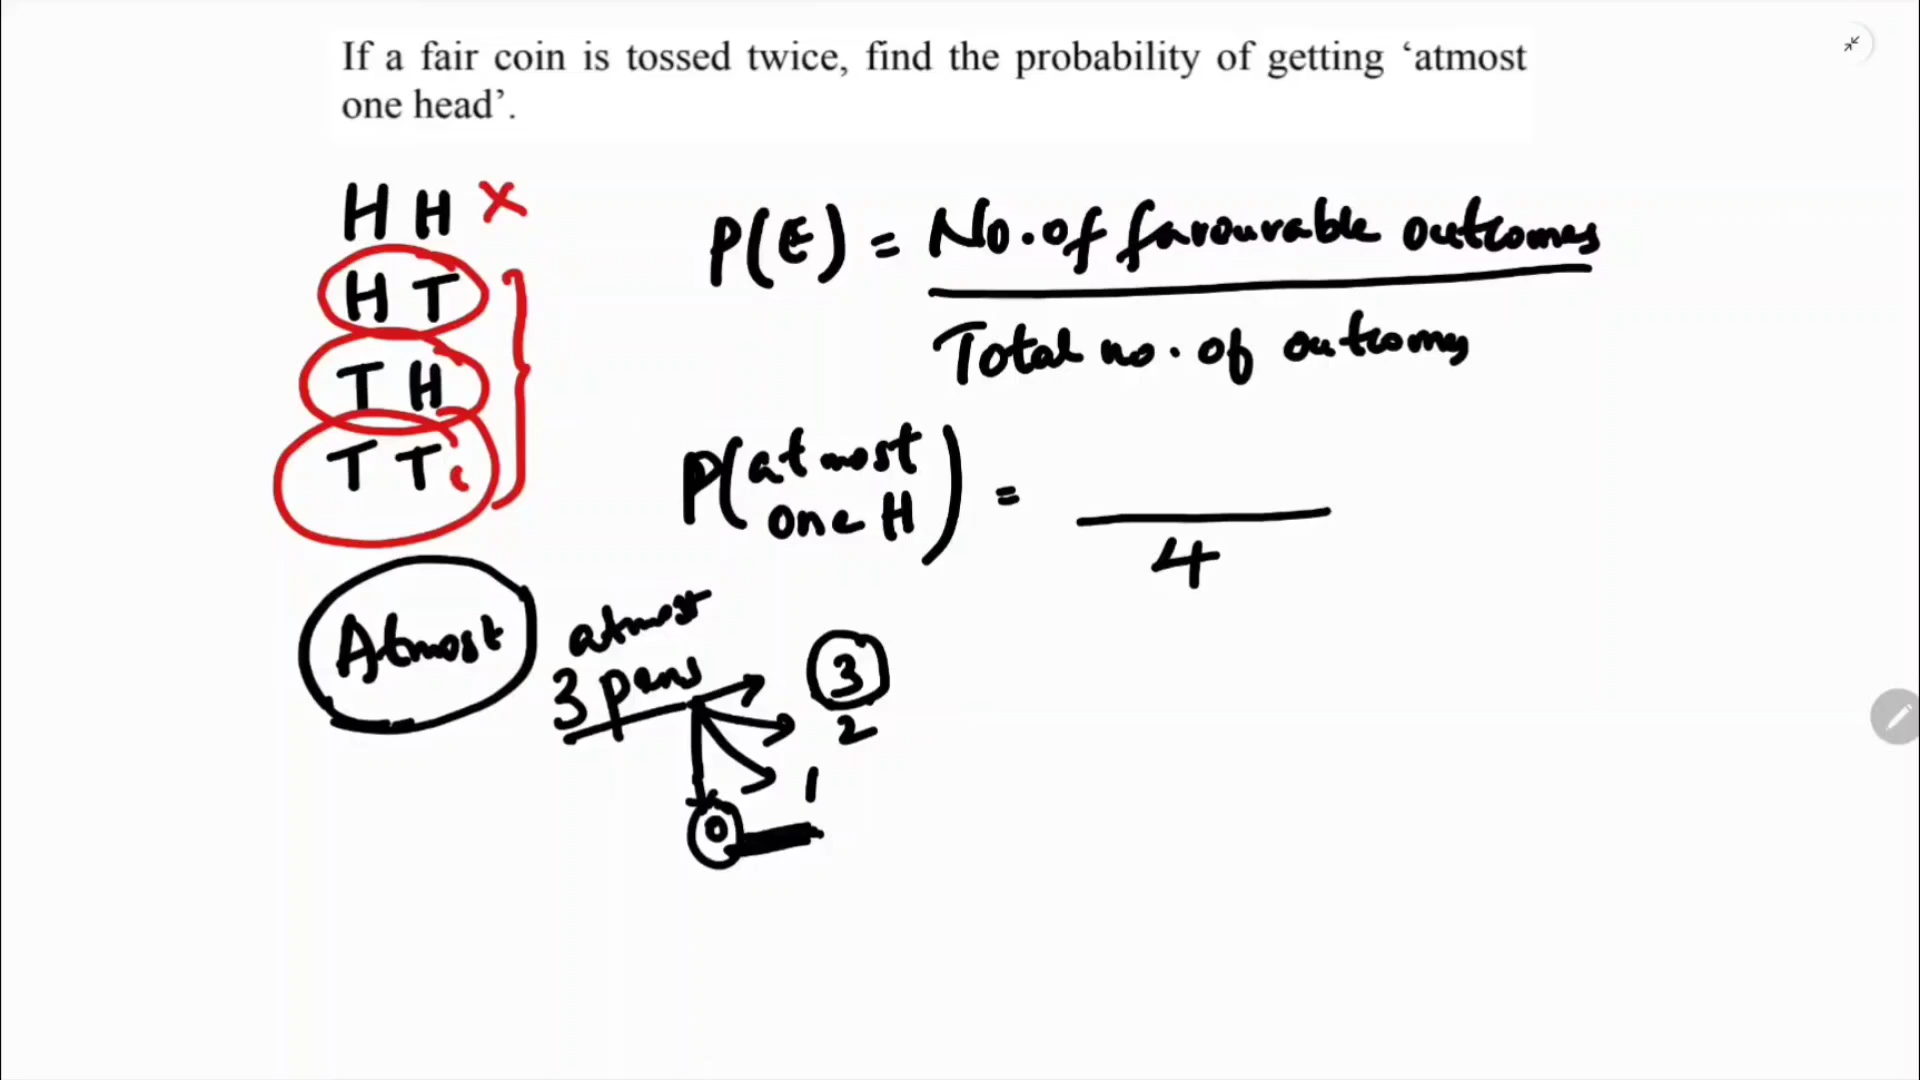 If a fair coin is tossed twice, find the probability of getting ‘atmost
one head’.
H H ×
H T
T H
T T
P(E) = No. of favourable outcomes
Total no. of outcomes
P(atmost
one H) =
4
Atmost
atmost
3 pens
3
2
1
0